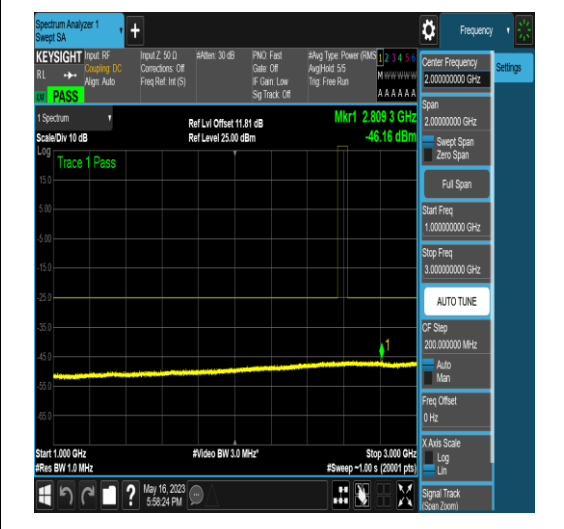 Spectrum Analyzer 1
Swept SA
+
Frequency
KEYSIGHT
RL
Input: RF
Coupling: DC
Align: Auto
Input Z: 50 Ω
Corrections: Off
Freq Ref: Int (S)
#Atten: 30 dB
PNO: Fast
Gate: Off
IF Gain: Low
Sig Track: Off
#Avg Type: Power (RMS
Avg|Hold: 5/5
Trig: Free Run
1 2 3 4 5 6
M W W W W W
A A A A A A
PASS
1 Spectrum
Scale/Div 10 dB
Ref Lvl Offset 11.81 dB
Ref Level 25.00 dBm
Mkr1 2.809 3 GHz
-46.16 dBm
Log
Trace 1 Pass
15.0
5.00
-5.00
-15.0
-25.0
-35.0
-45.0
-55.0
-65.0
1
Start 1.000 GHz
#Res BW 1.0 MHz
#Video BW 3.0 MHz*
Stop 3.000 GHz
#Sweep ~1.00 s (20001 pts)
May 16, 2023
5:58:24 PM
Center Frequency
2.000000000 GHz
Settings
Span
2.00000000 GHz
Swept Span
Zero Span
Full Span
Start Freq
1.000000000 GHz
Stop Freq
3.000000000 GHz
AUTO TUNE
CF Step
200.000000 MHz
Auto
Man
Freq Offset
0 Hz
X Axis Scale
Log
Lin
Signal Track
(Span Zoom)